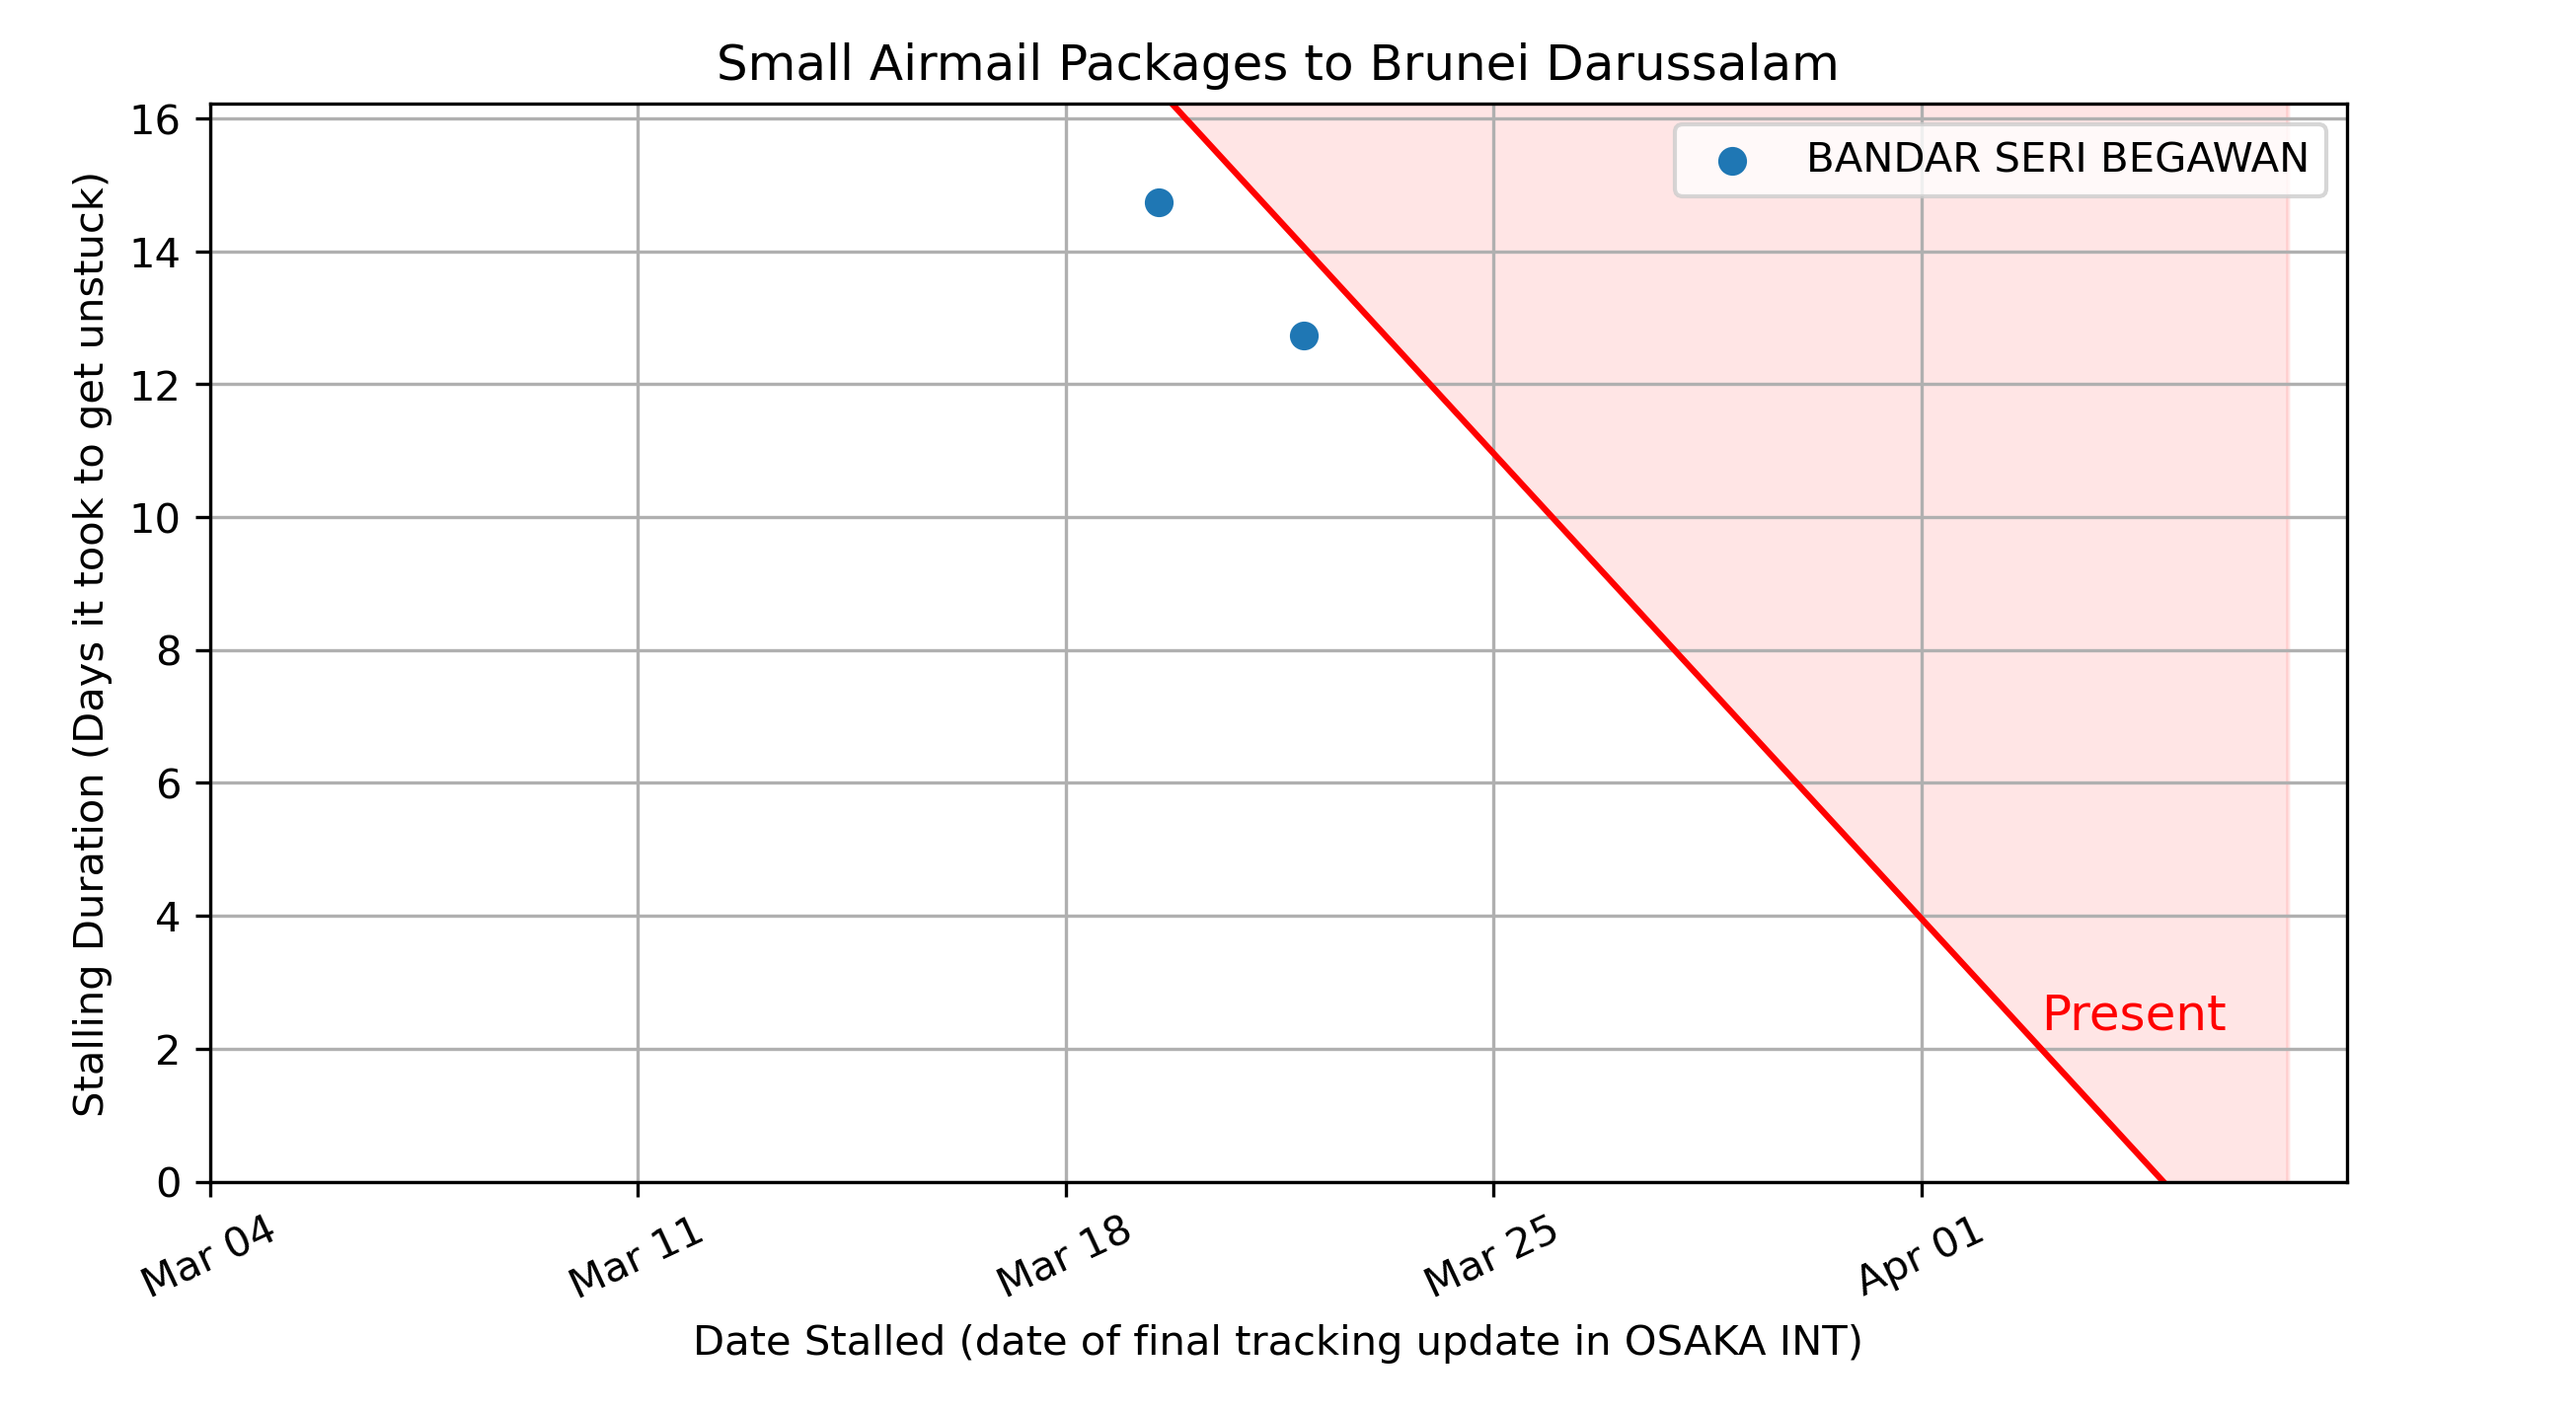 Small Airmail Packages to Brunei Darussalam
Stalling Duration (Days it took to get unstuck)
16
14
12
10
8
6
4
2
0
BANDAR SERI BEGAWAN
Present
Mar 04
Mar 11
Mar 18
Mar 25
Apr 01
Date Stalled (date of final tracking update in OSAKA INT)